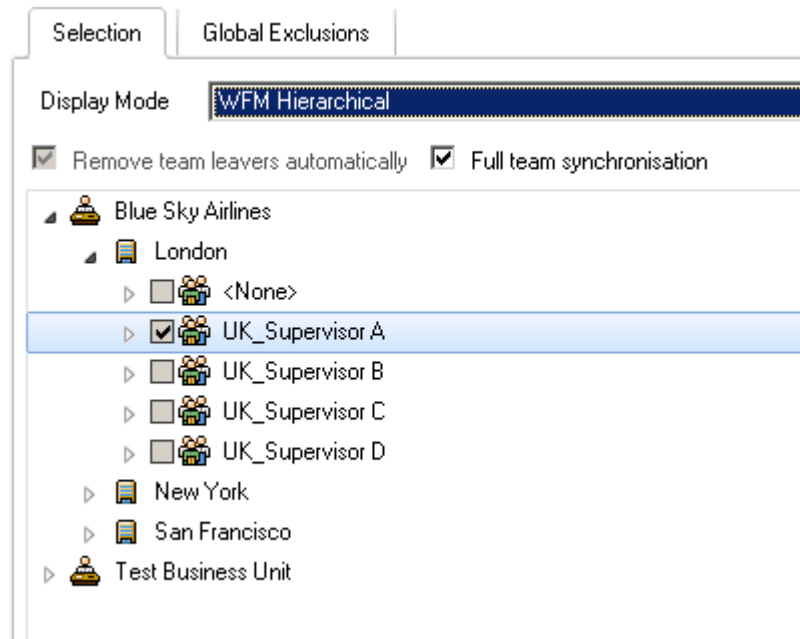 Selection Global Exclusions
Display Mode WFM Hierarchical
Remove team leavers automatically Full team synchronisation
Blue Sky Airlines
London
<None>
UK_Supervisor A
UK_Supervisor B
UK_Supervisor C
UK_Supervisor D
New York
San Francisco
Test Business Unit